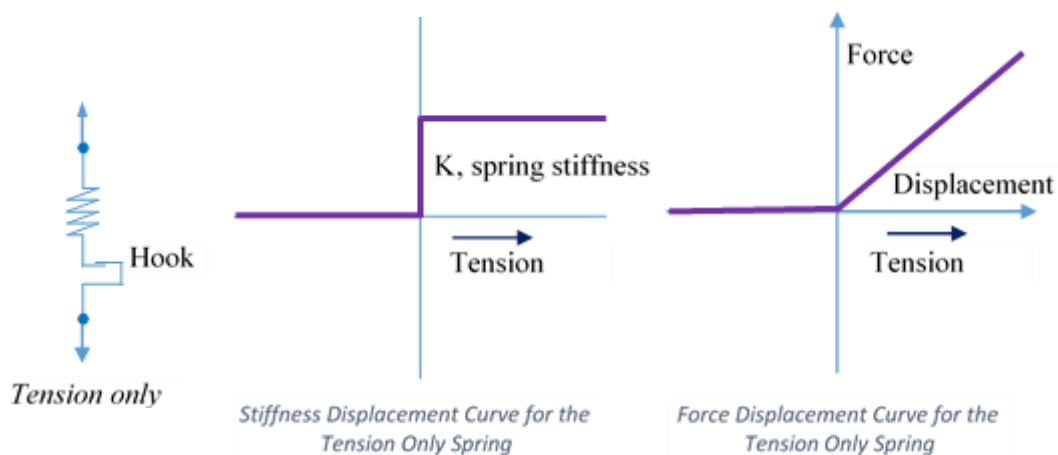 Hook
Tension only
K, spring stiffness
Tension
Stiffness Displacement Curve for the
Tension Only Spring
Force
Displacement
Tension
Force Displacement Curve for the
Tension Only Spring